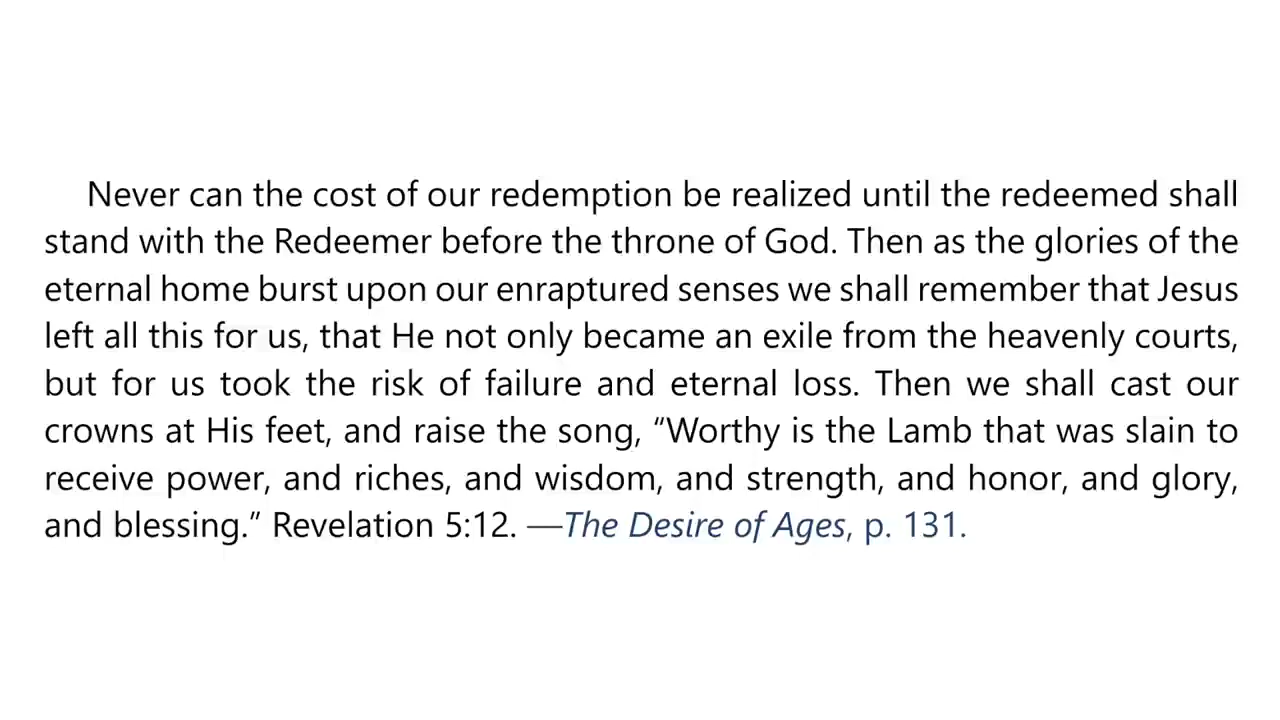 Never can the cost of our redemption be realized until the redeemed shall
stand with the Redeemer before the throne of God. Then as the glories of the
eternal home burst upon our enraptured senses we shall remember that Jesus
left all this for us, that He not only became an exile from the heavenly courts,
but for us took the risk of failure and eternal loss. Then we shall cast our
crowns at His feet, and raise the song, “Worthy is the Lamb that was slain to
receive power, and riches, and wisdom, and strength, and honor, and glory,
and blessing.” Revelation 5:12. —The Desire of Ages, p. 131.